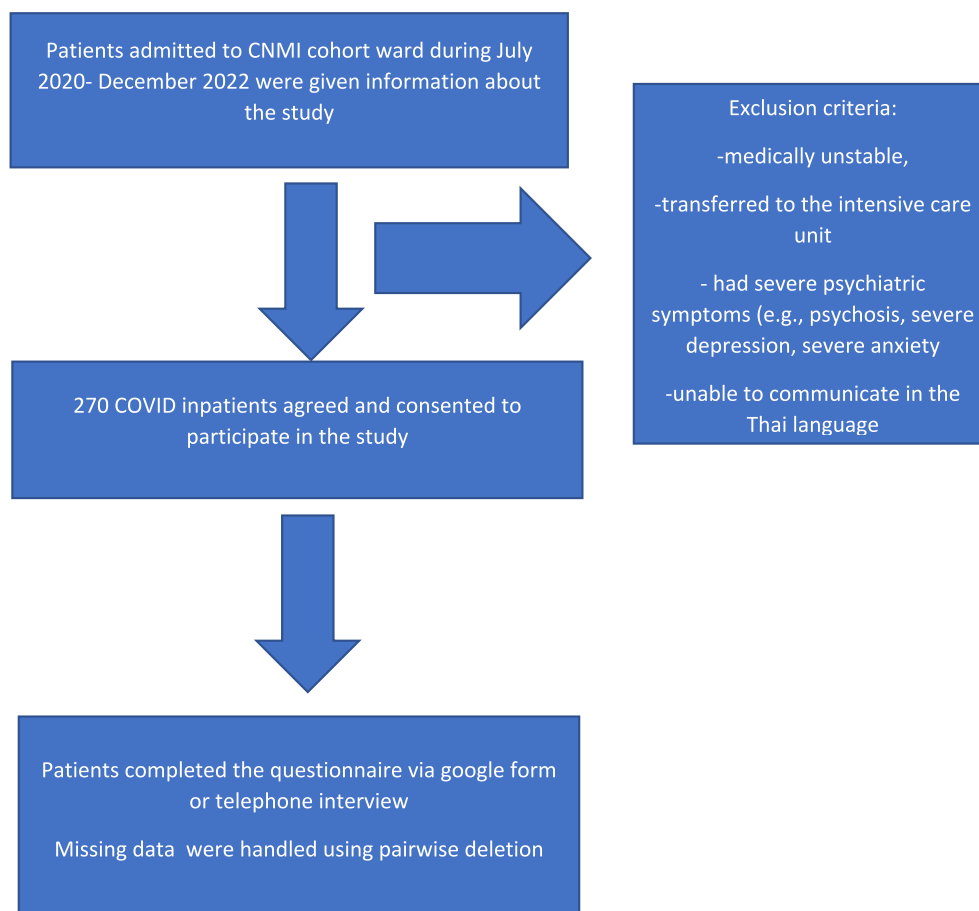 Patients admitted to CNMI cohort ward during July
2020- December 2022 were given information about
the study
Exclusion criteria:
-medically unstable,
-transferred to the intensive care
unit
- had severe psychiatric
symptoms (e.g., psychosis, severe
depression, severe anxiety
-unable to communicate in the
Thai language
270 COVID inpatients agreed and consented to
participate in the study
Patients completed the questionnaire via google form
or telephone interview
Missing data  were handled using pairwise deletion